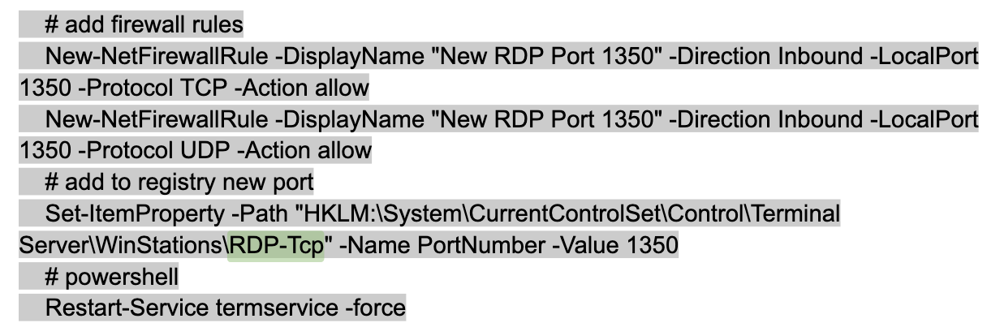 # add firewall rules
New-NetFirewallRule -DisplayName "New RDP Port 1350" -Direction Inbound -LocalPort
1350 -Protocol TCP -Action allow
New-NetFirewallRule -DisplayName "New RDP Port 1350" -Direction Inbound -LocalPort
1350 -Protocol UDP -Action allow
# add to registry new port
Set-ItemProperty -Path "HKLM:\System\CurrentControlSet\Control\Terminal
Server\WinStations\RDP-Tcp" -Name PortNumber -Value 1350
# powershell
Restart-Service termservice -force